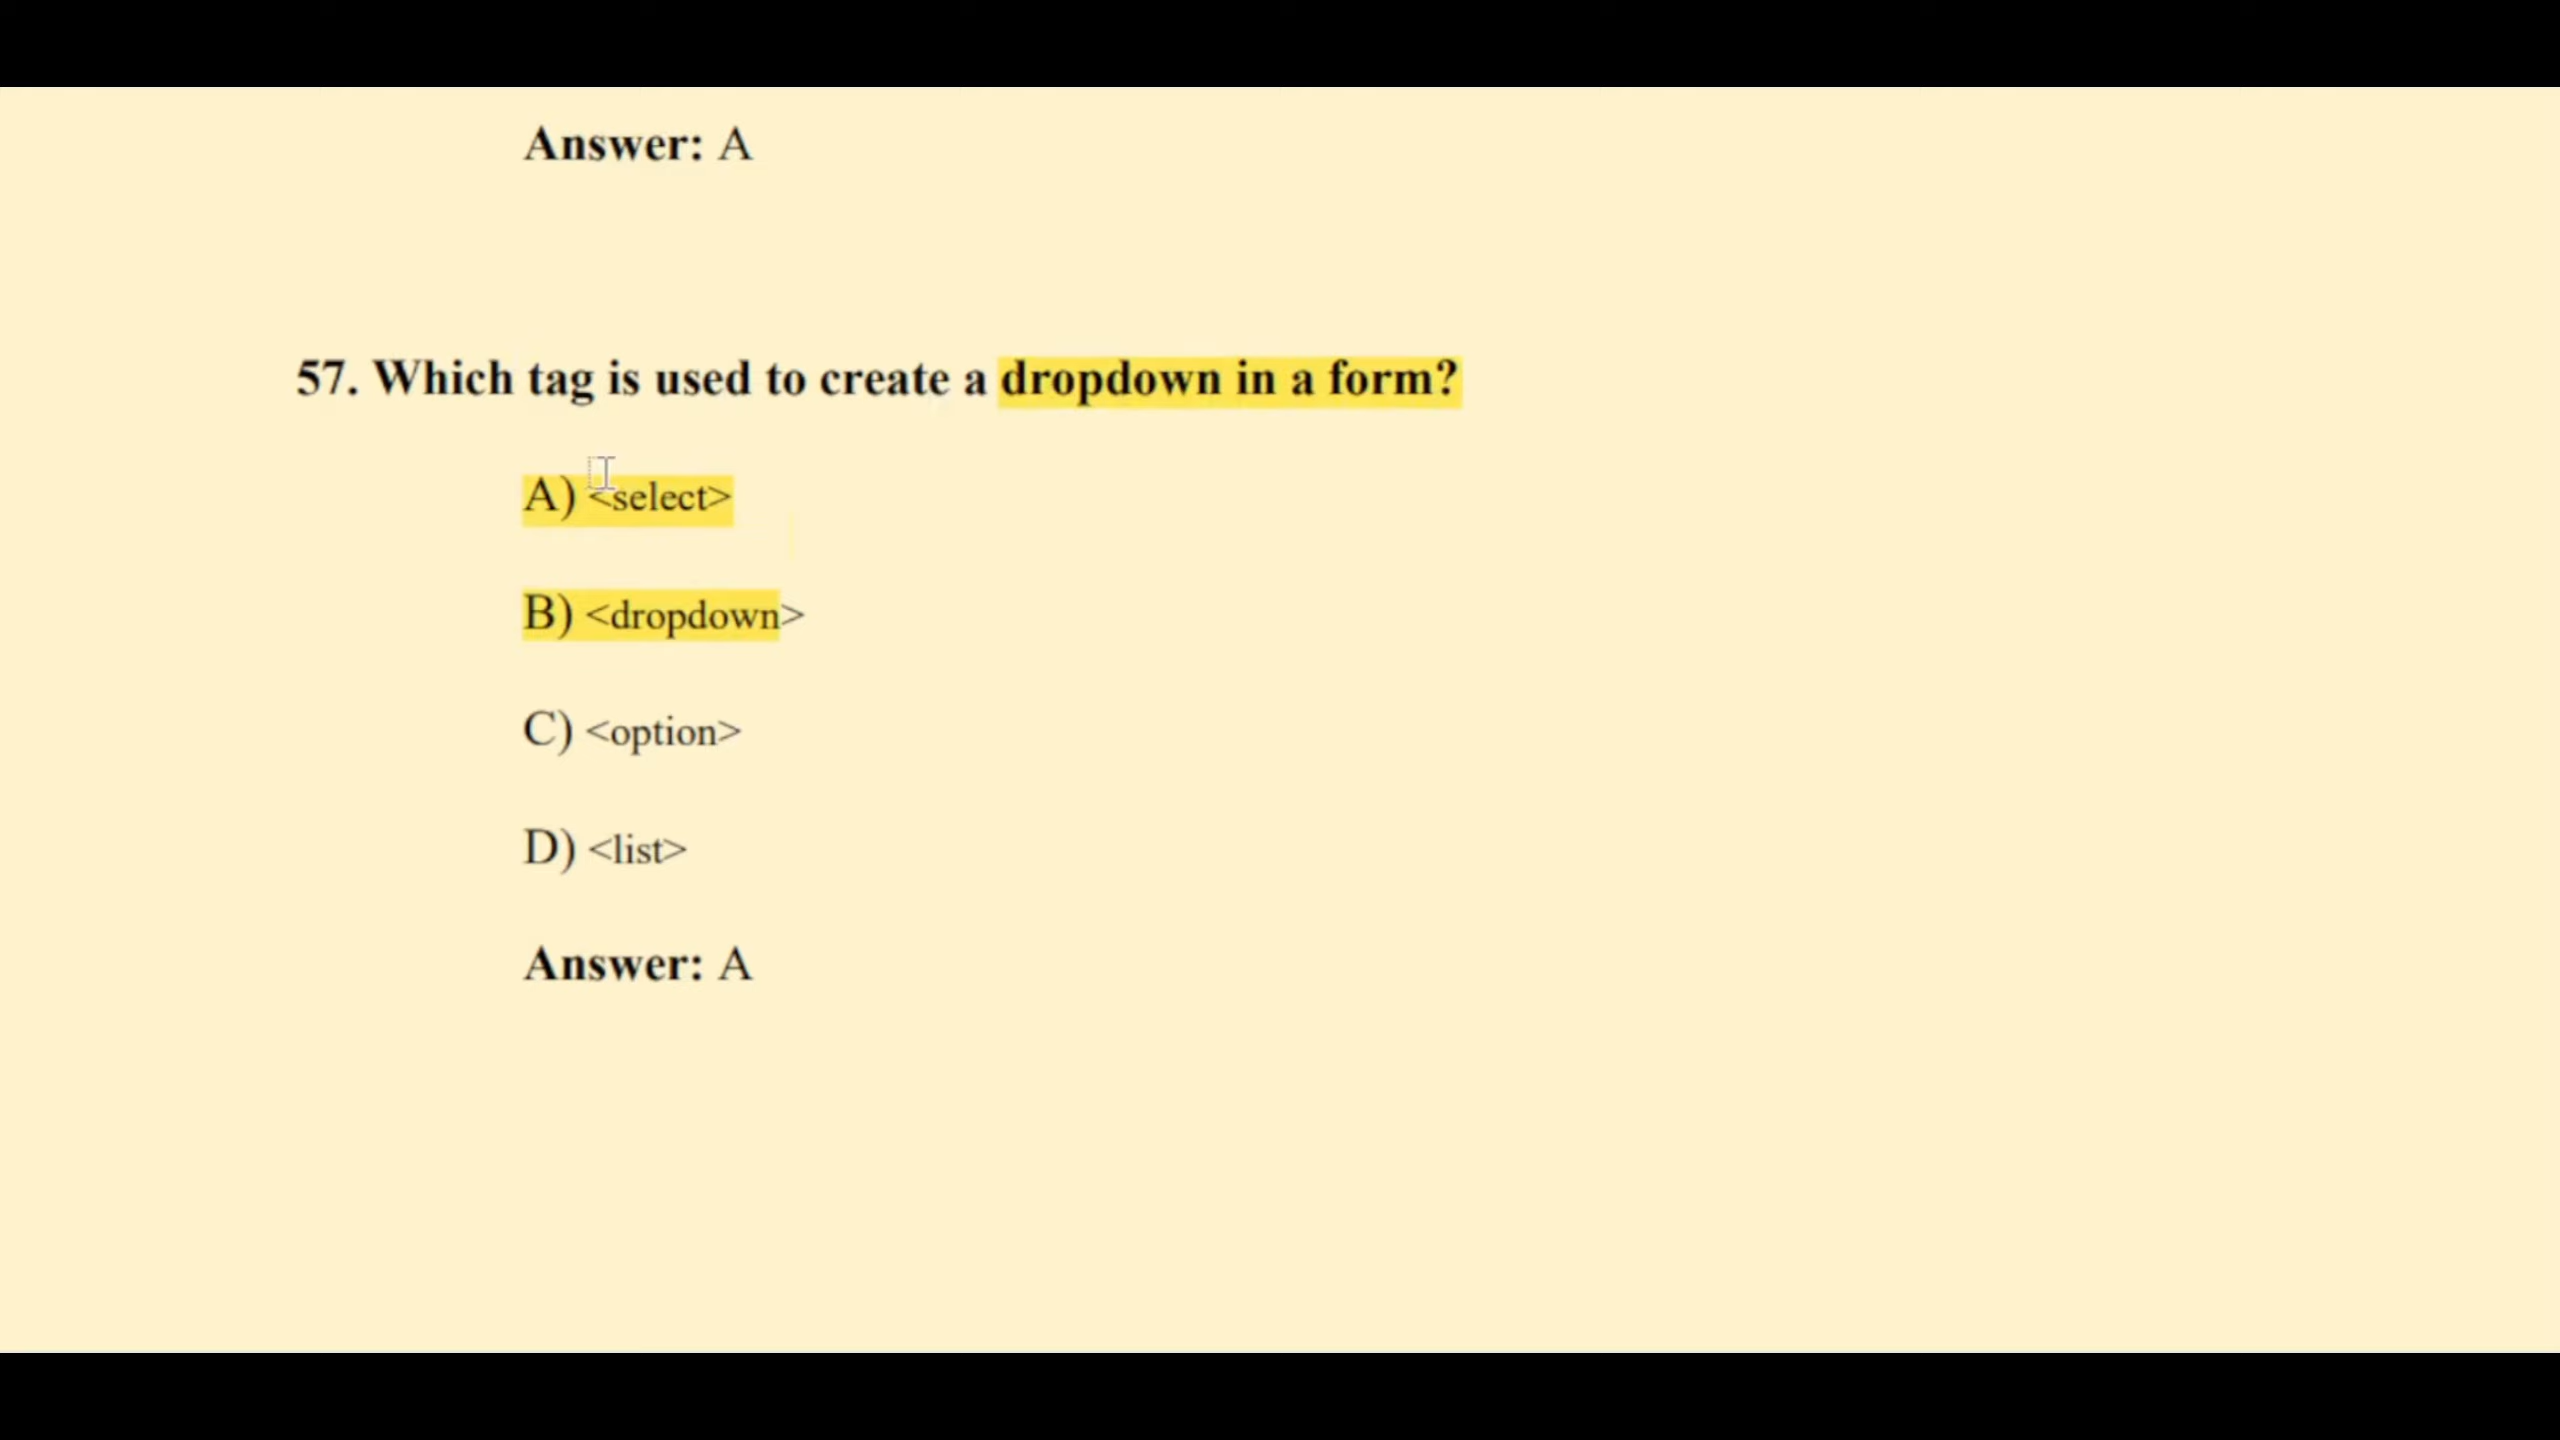 Answer: A
57. Which tag is used to create a dropdown in a form?
A) <select>
B) <dropdown>
C) <option>
D) <list>
Answer: A